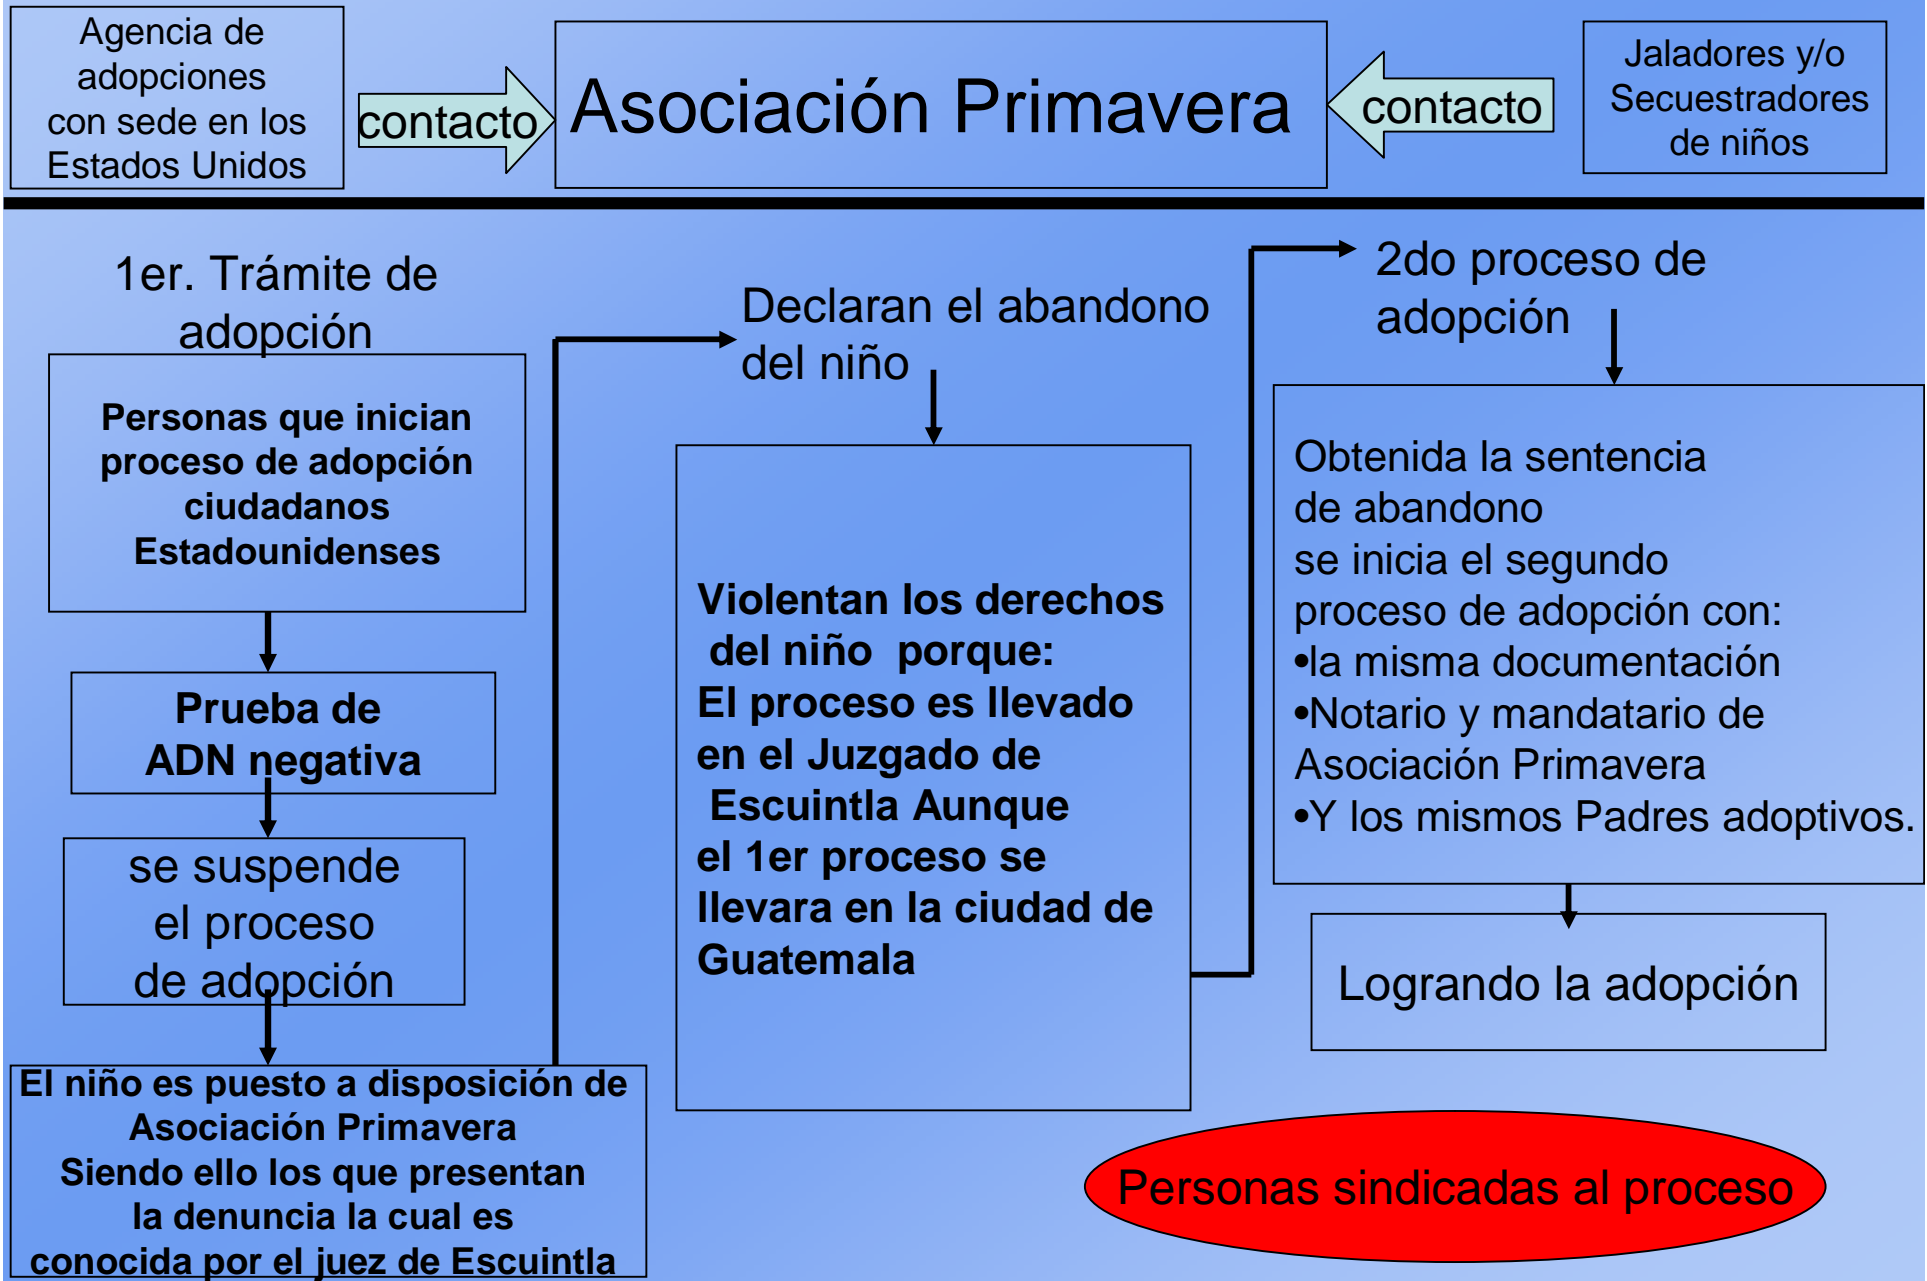 Agencia de
adopciones
con sede en los
Estados Unidos
contacto
Asociación Primavera
contacto
Jaladores y/o
Secuestradores
de niños
1er. Trámite de
adopción
Personas que inician
proceso de adopción
ciudadanos
Estadounidenses
Prueba de
ADN negativa
se suspende
el proceso
de adopción
El niño es puesto a disposición de
Asociación Primavera
Siendo ello los que presentan
la denuncia la cual es
conocida por el juez de Escuintla
Declaran el abandono
del niño
Violentan los derechos
del niño porque:
El proceso es llevado
en el Juzgado de
Escuintla Aunque
el 1er proceso se
llevara en la ciudad de
Guatemala
2do proceso de
adopción
Obtenida la sentencia
de abandono
se inicia el segundo
proceso de adopción con:
•la misma documentación
•Notario y mandatario de
Asociación Primavera
•Y los mismos Padres adoptivos.
Logrando la adopción
Personas sindicadas al proceso